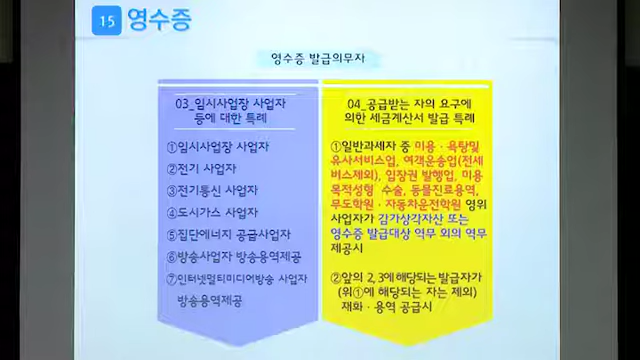 15 영수증
영수증 발급의무자
03_임시사업장 사업자
등에 대한 특례
①임시사업장 사업자
②전기 사업자
③전기통신 사업자
④도시가스 사업자
⑤집단에너지 공급사업자
⑥방송사업자 방송용역제공
⑦인터넷멀티미디어방송 사업자
방송용역제공
04_공급받는 자의 요구에
의한 세금계산서 발급 특례
①일반과세자 중 미용·욕탕및
유사서비스업, 여객운송업(전세
버스제외), 입장권 발행업, 미용
목적성형 수술, 동물진료용역,
무도학원·자동차운전학원 영위
사업자가 감가상각자산 또는
영수증 발급대상 역무 외의 역무
제공시
②앞의 2, 3에 해당되는 발급자가
(위①에 해당되는 자는 제외)
재화·용역 공급시